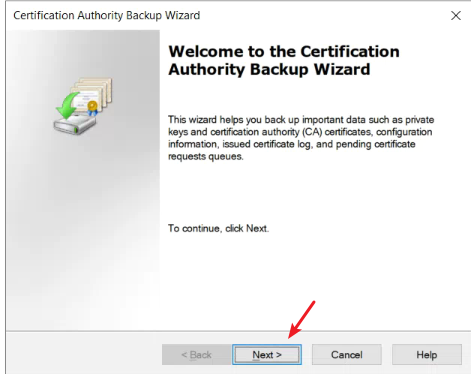 Certification Authority Backup Wizard
Welcome to the Certification
Authority Backup Wizard
This wizard helps you back up important data such as private
keys and certification authority (CA) certificates, configuration
information, issued certificate log, and pending certificate
requests queues.
To continue, click Next.
< Back Next > Cancel Help